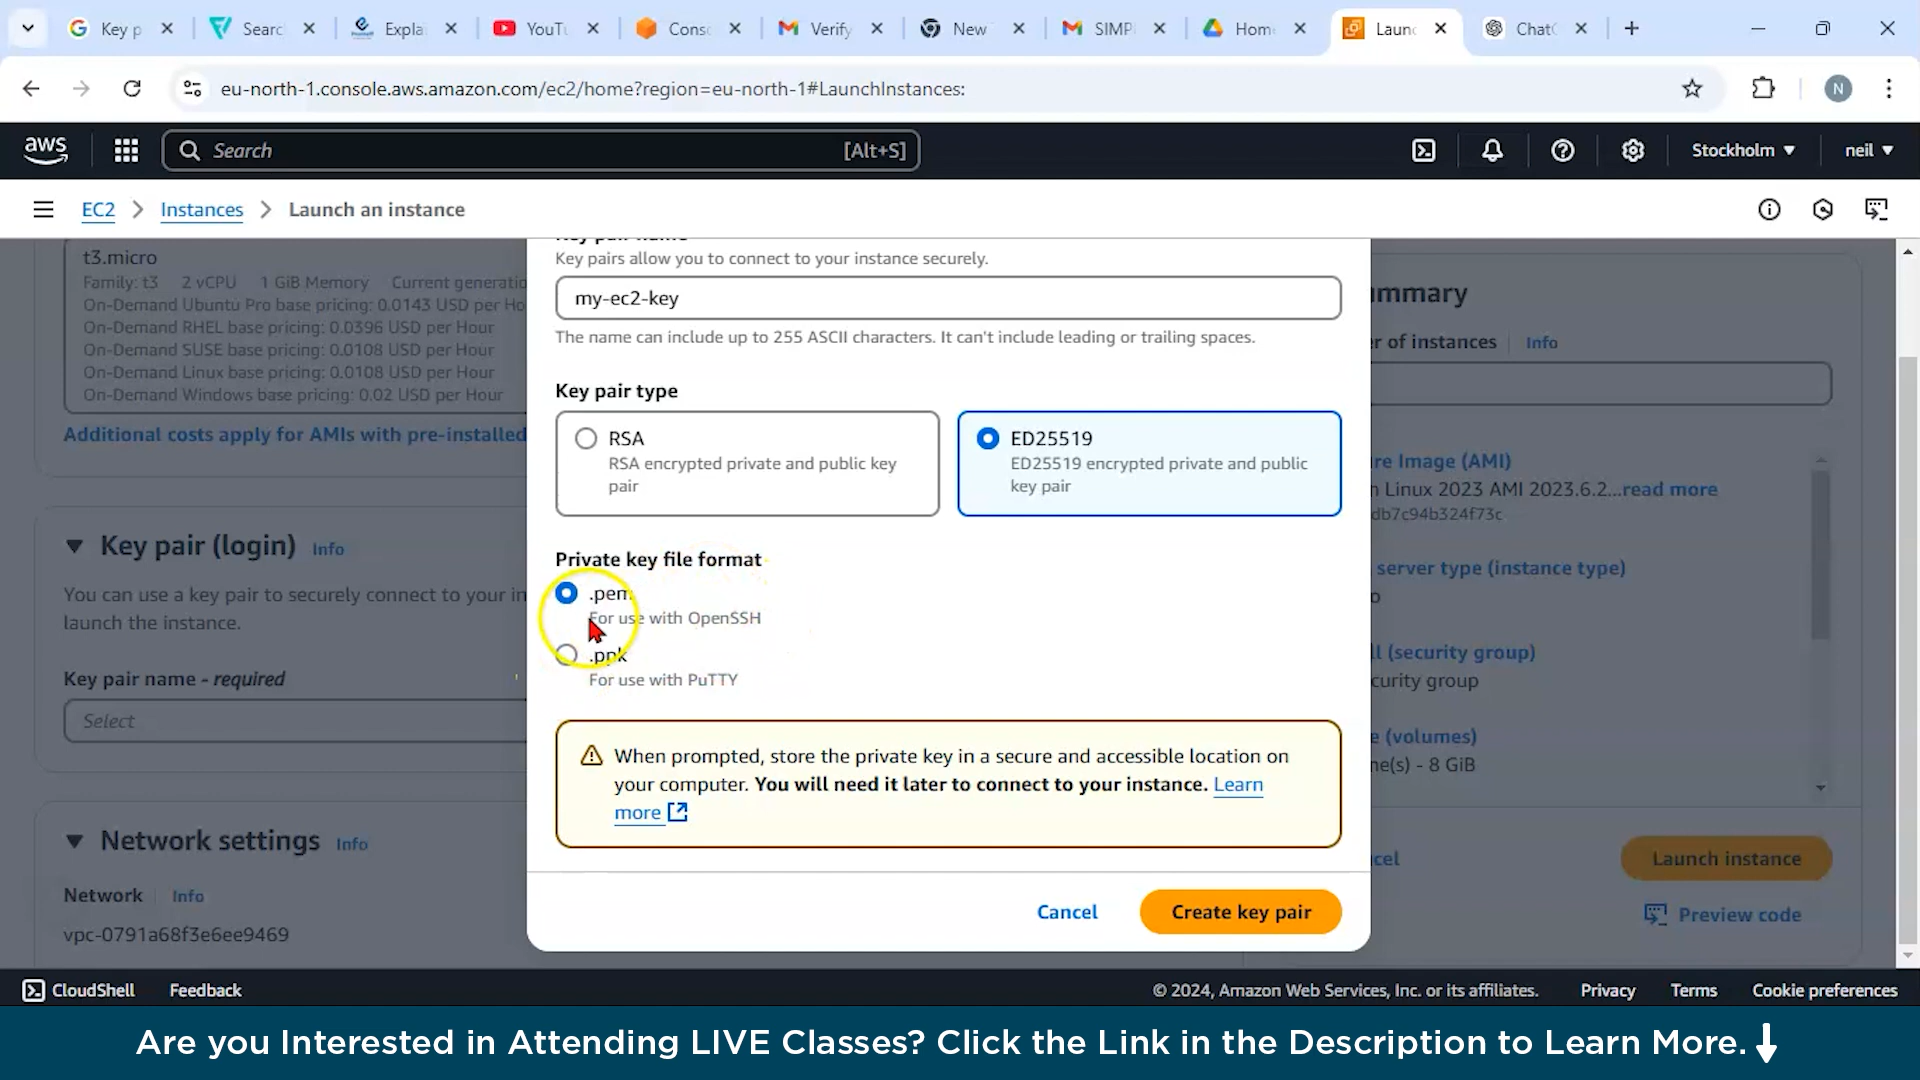 Key p
Searc
Explai
YouTu
Conso
Verify
New
SIMP
Hom
Laun
Chat
eu-north-1.console.aws.amazon.com/ec2/home?region=eu-north-1#LaunchInstances:
N
aws
Search
[Alt+S]
Stockholm
neil
EC2
Instances
Launch an instance
t3.micro
Family: t3 2 vCPU 1 GiB Memory Current generatio
On-Demand Ubuntu Pro base pricing: 0.0143 USD per Ho
On-Demand RHEL base pricing: 0.0396 USD per Hour
On-Demand SUSE base pricing: 0.0108 USD per Hour
On-Demand Linux base pricing: 0.0108 USD per Hour
On-Demand Windows base pricing: 0.02 USD per Hour
Additional costs apply for AMIs with pre-installed
Key pair (login) Info
You can use a key pair to securely connect to your in
launch the instance.
Key pair name - required
Select
Network settings Info
Network Info
vpc-0791a68f3e6ee9469
Key pair name
Key pairs allow you to connect to your instance securely.
my-ec2-key
The name can include up to 255 ASCII characters. It can't include leading or trailing spaces.
Key pair type
RSA
RSA encrypted private and public key
pair
ED25519
ED25519 encrypted private and public
key pair
Private key file format
.pem
For use with OpenSSH
.ppk
For use with PuTTY
When prompted, store the private key in a secure and accessible location on
your computer. You will need it later to connect to your instance. Learn
more
Cancel
Create key pair
ummary
r of instances Info
re Image (AMI)
n Linux 2023 AMI 2023.6.2...read more
db7c94b324f73c
server type (instance type)
o
ll (security group)
curity group
e (volumes)
me(s) - 8 GiB
cel
Launch instance
Preview code
CloudShell
Feedback
© 2024, Amazon Web Services, Inc. or its affiliates.
Privacy
Terms
Cookie preferences
Are you Interested in Attending LIVE Classes? Click the Link in the Description to Learn More.